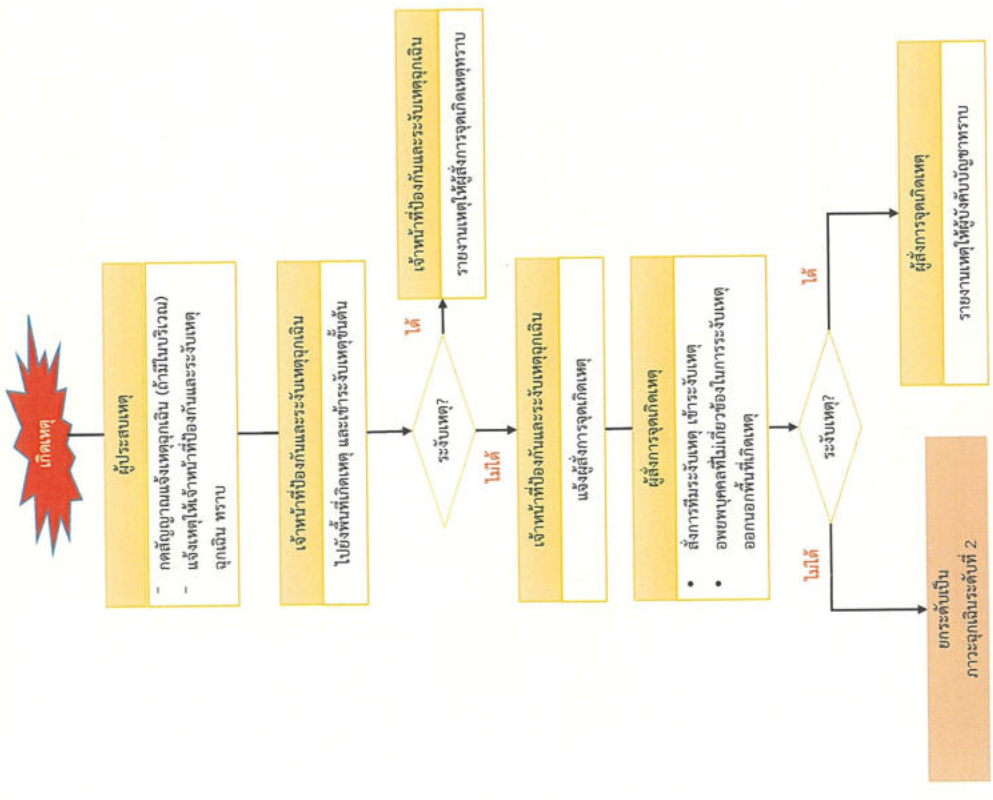 เกิดเหตุ
ผู้ประสบเหตุ
– กดสัญญาณแจ้งเหตุฉุกเฉิน (ถ้ามีในบริเวณ)
– แจ้งเหตุให้เจ้าหน้าที่ป้องกันและระงับเหตุ
ฉุกเฉิน ทราบ
เจ้าหน้าที่ป้องกันและระงับเหตุฉุกเฉิน
ไปยังพื้นที่เกิดเหตุ และเข้าระงับเหตุขั้นต้น
ระงับเหตุ?
ได้
เจ้าหน้าที่ป้องกันและระงับเหตุฉุกเฉิน
รายงานเหตุให้ผู้สั่งการจุดเกิดเหตุทราบ
ไม่ได้
เจ้าหน้าที่ป้องกันและระงับเหตุฉุกเฉิน
แจ้งผู้สั่งการจุดเกิดเหตุ
ผู้สั่งการจุดเกิดเหตุ
• สั่งการทีมระงับเหตุ เข้าระงับเหตุ
• อพยพบุคคลที่ไม่เกี่ยวข้องในการระงับเหตุ
ออกนอกพื้นที่เกิดเหตุ
ระงับเหตุ?
ไม่ได้
ยกระดับเป็น
ภาวะฉุกเฉินระดับที่ 2
ได้
ผู้สั่งการจุดเกิดเหตุ
รายงานเหตุให้ผู้บังคับบัญชาทราบ